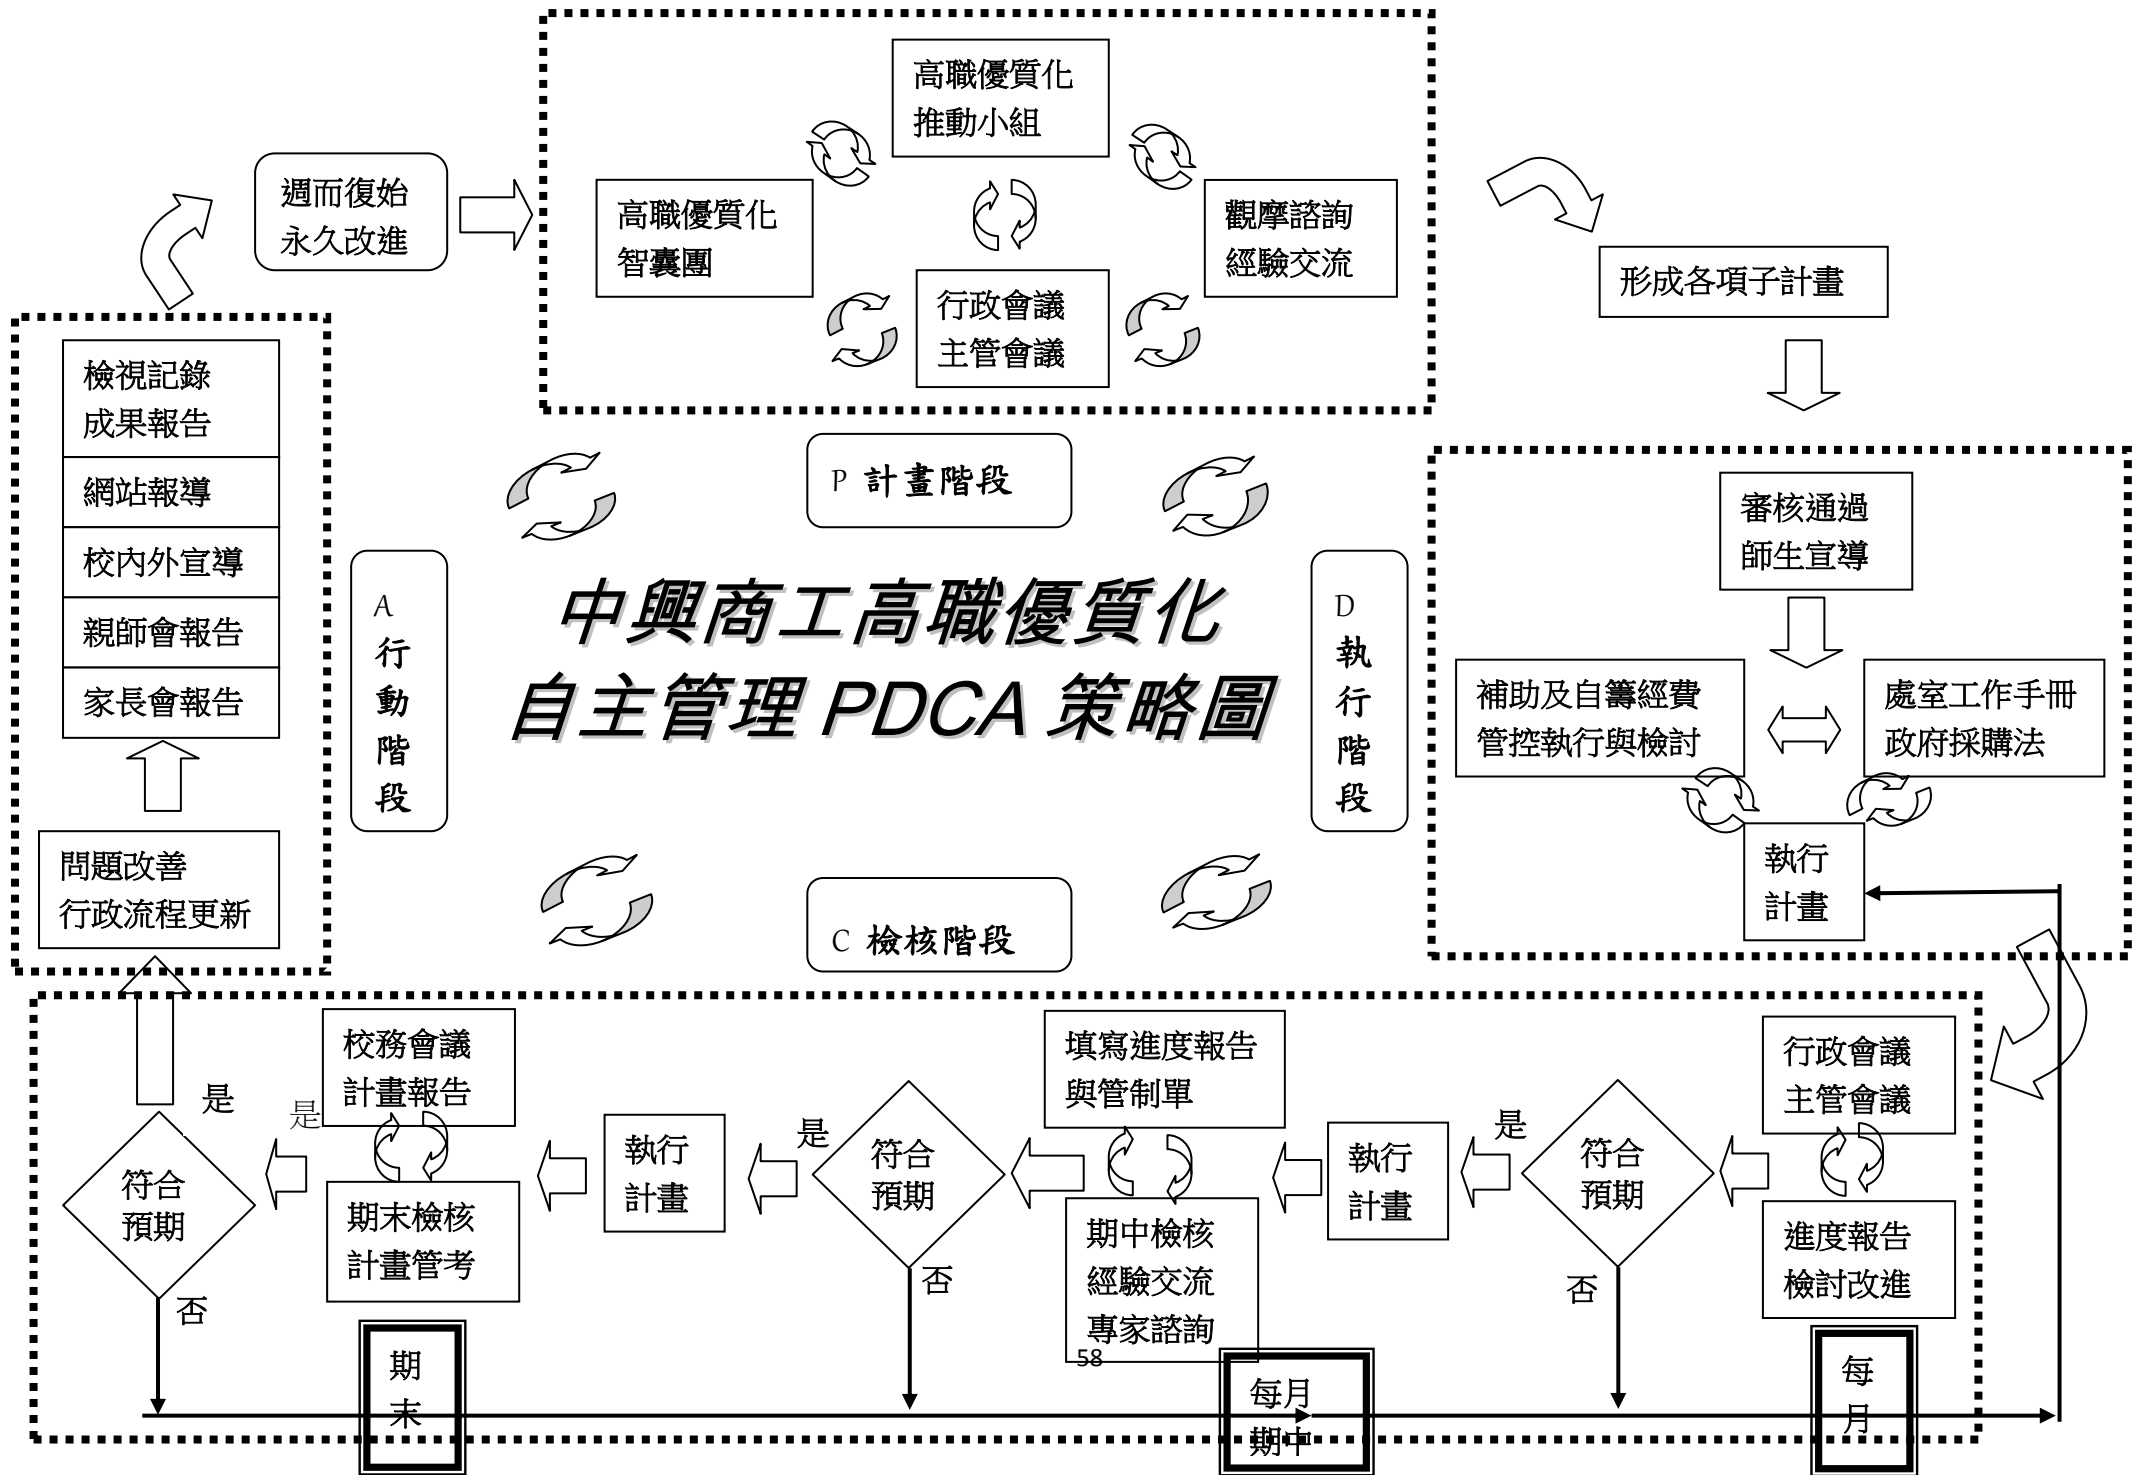 高職優質化
推動小組
週而復始
永久改進
高職優質化
智囊團
觀摩諮詢
經驗交流
行政會議
主管會議
形成各項子計畫
檢視記錄
成果報告
網站報導
校內外宣導
親師會報告
家長會報告
問題改善
行政流程更新
P 計畫階段
A
行
動
階
段
中興商工高職優質化
自主管理 PDCA 策略圖
D
執
行
階
段
C 檢核階段
審核通過
師生宣導
補助及自籌經費
管控執行與檢討
處室工作手冊
政府採購法
執行
計畫
行政會議
主管會議
進度報告
檢討改進
每
月
符合
預期
是
否
執行
計畫
填寫進度報告
與管制單
期中檢核
經驗交流
專家諮詢
58
每月
期中
符合
預期
是
否
執行
計畫
校務會議
計畫報告
期末檢核
計畫管考
期
末
是
符合
預期
是
否